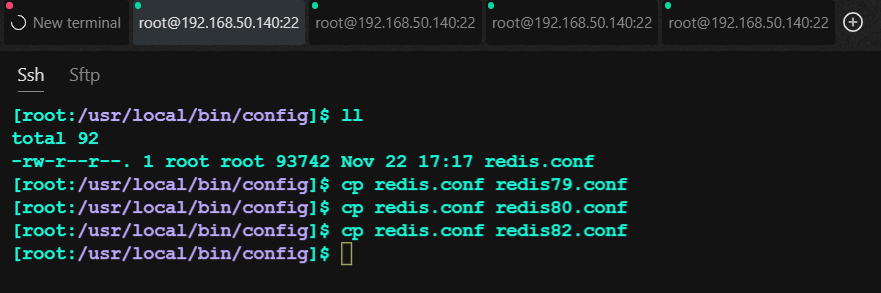 New terminal root@192.168.50.140:22 root@192.168.50.140:22 root@192.168.50.140:22 root@192.168.50.140:22
Ssh Sftp
[root:/usr/local/bin/config]$ ll
total 92
-rw-r--r--. 1 root root 93742 Nov 22 17:17 redis.conf
[root:/usr/local/bin/config]$ cp redis.conf redis79.conf
[root:/usr/local/bin/config]$ cp redis.conf redis80.conf
[root:/usr/local/bin/config]$ cp redis.conf redis82.conf
[root:/usr/local/bin/config]$